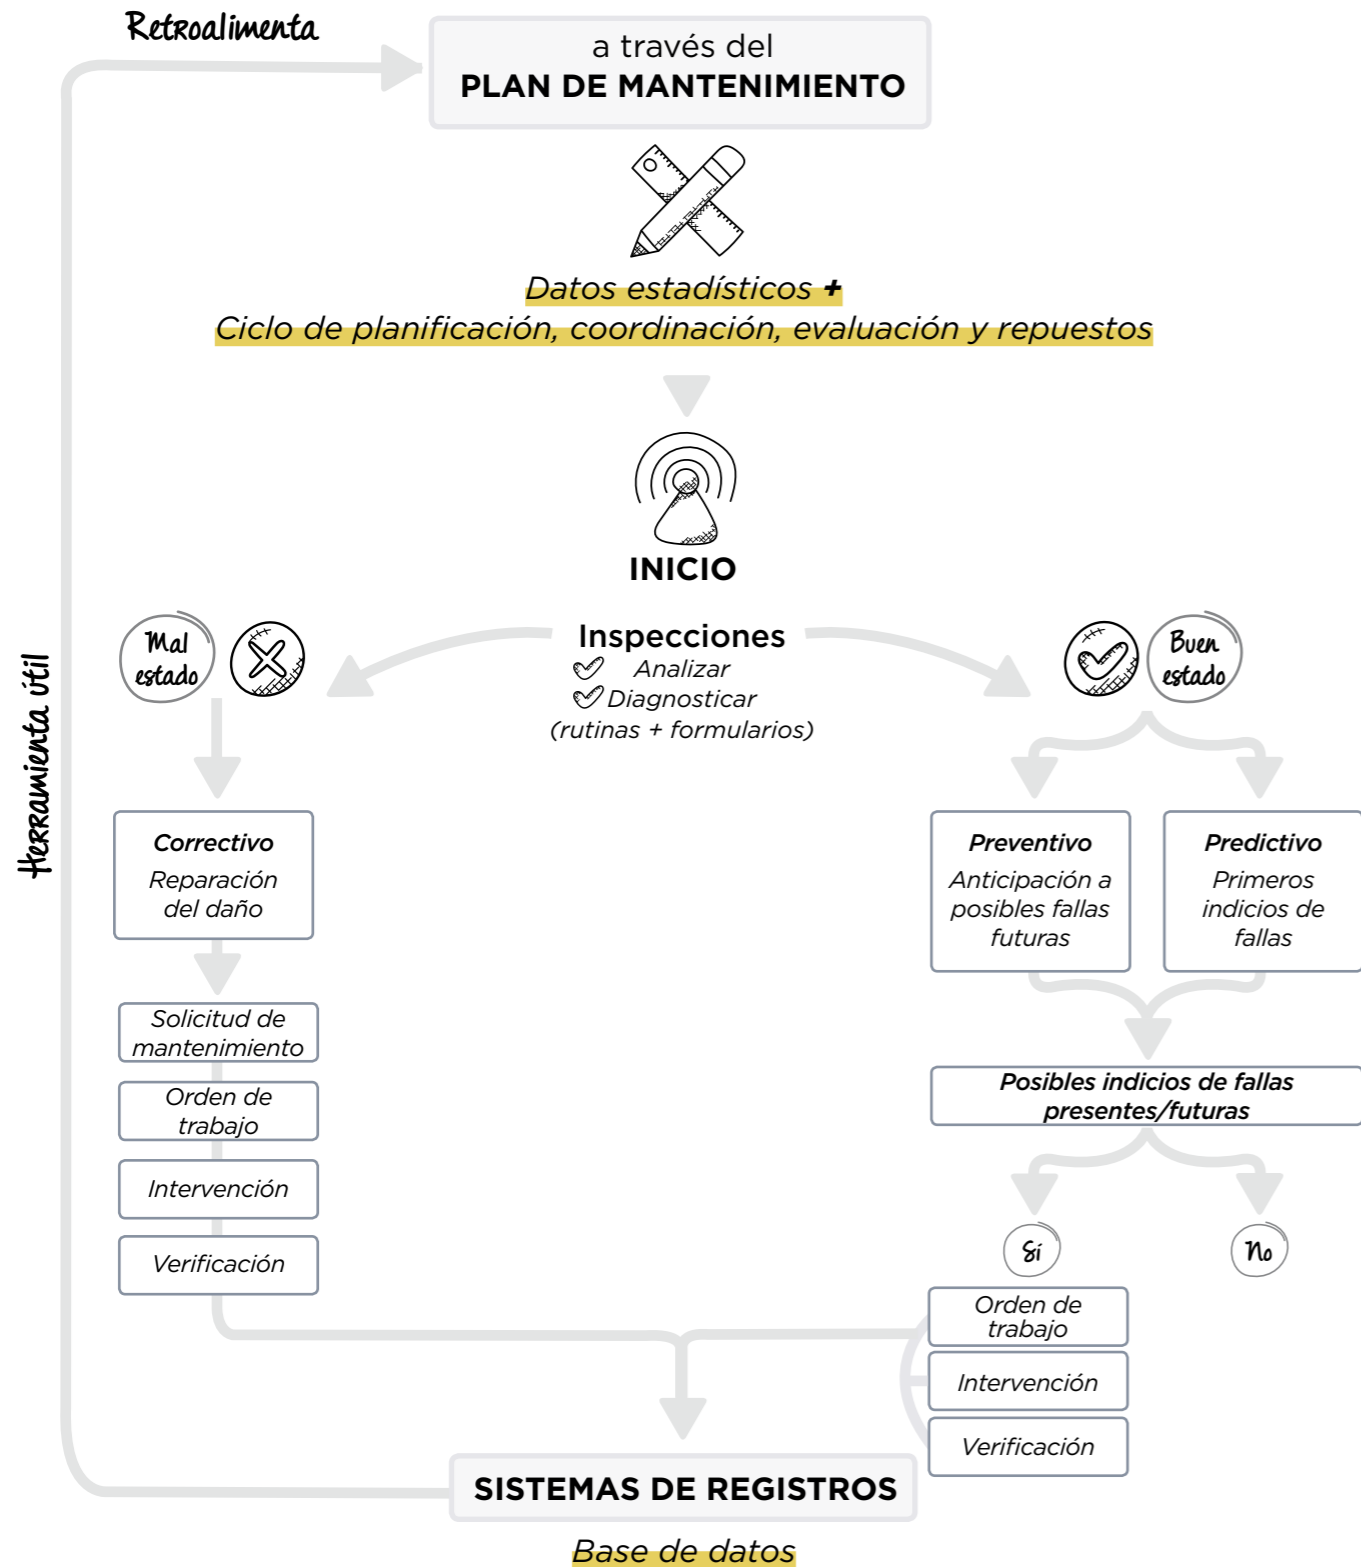 Retroalimenta
a través del
PLAN DE MANTENIMIENTO
Datos estadísticos +
Ciclo de planificación, coordinación, evaluación y repuestos
INICIO
Inspecciones
Analizar
Diagnosticar
(rutinas + formularios)
Mal
estado
Buen
estado
Herramienta útil
Correctivo
Reparación
del daño
Solicitud de
mantenimiento
Orden de
trabajo
Intervención
Verificación
Preventivo
Anticipación a
posibles fallas
futuras
Predictivo
Primeros
indicios de
fallas
Posibles indicios de fallas
presentes/futuras
Sí
No
Orden de
trabajo
Intervención
Verificación
SISTEMAS DE REGISTROS
Base de datos